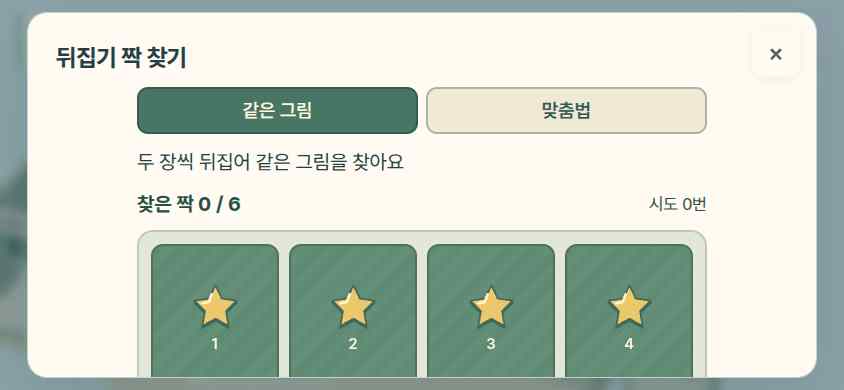 뒤집기 짝 찾기
×
같은 그림 맞춤법
두 장씩 뒤집어 같은 그림을 찾아요
찾은 짝 0 / 6 시도 0번
1 2 3 4